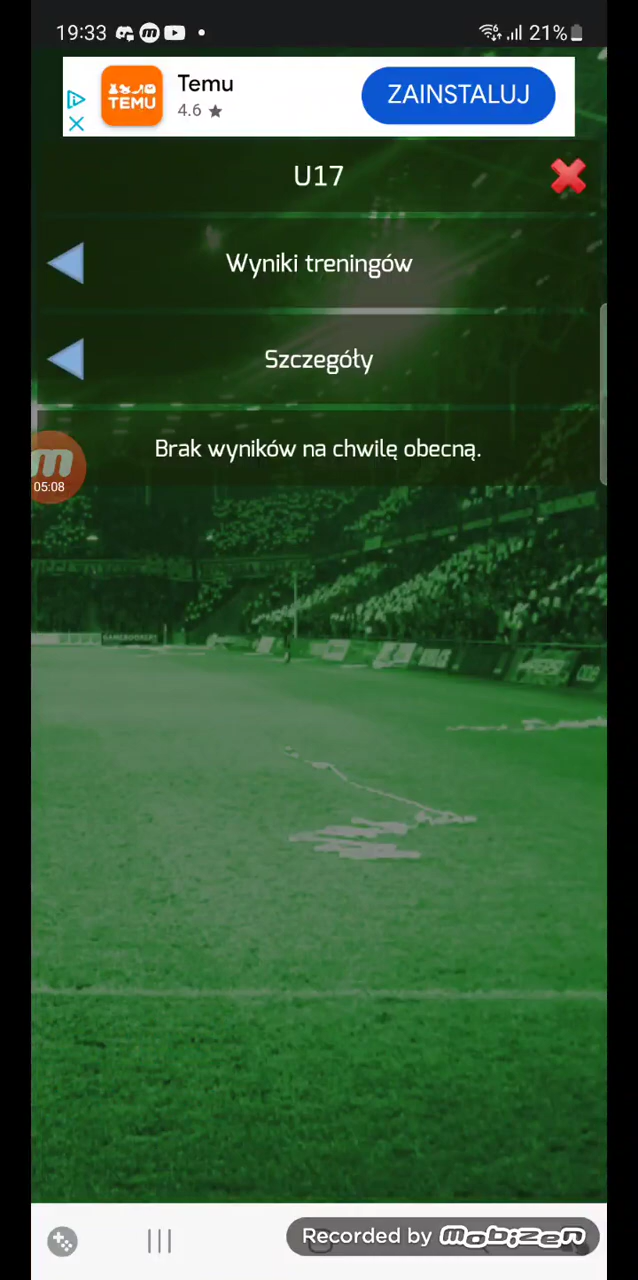 19:33
21%
TEMU
Temu
4.6 ★
ZAINSTALUJ
U17
Wyniki treningów
Szczegóły
Brak wyników na chwilę obecną.
m
05:08
GAMEBOOKERS
Recorded by mobizen